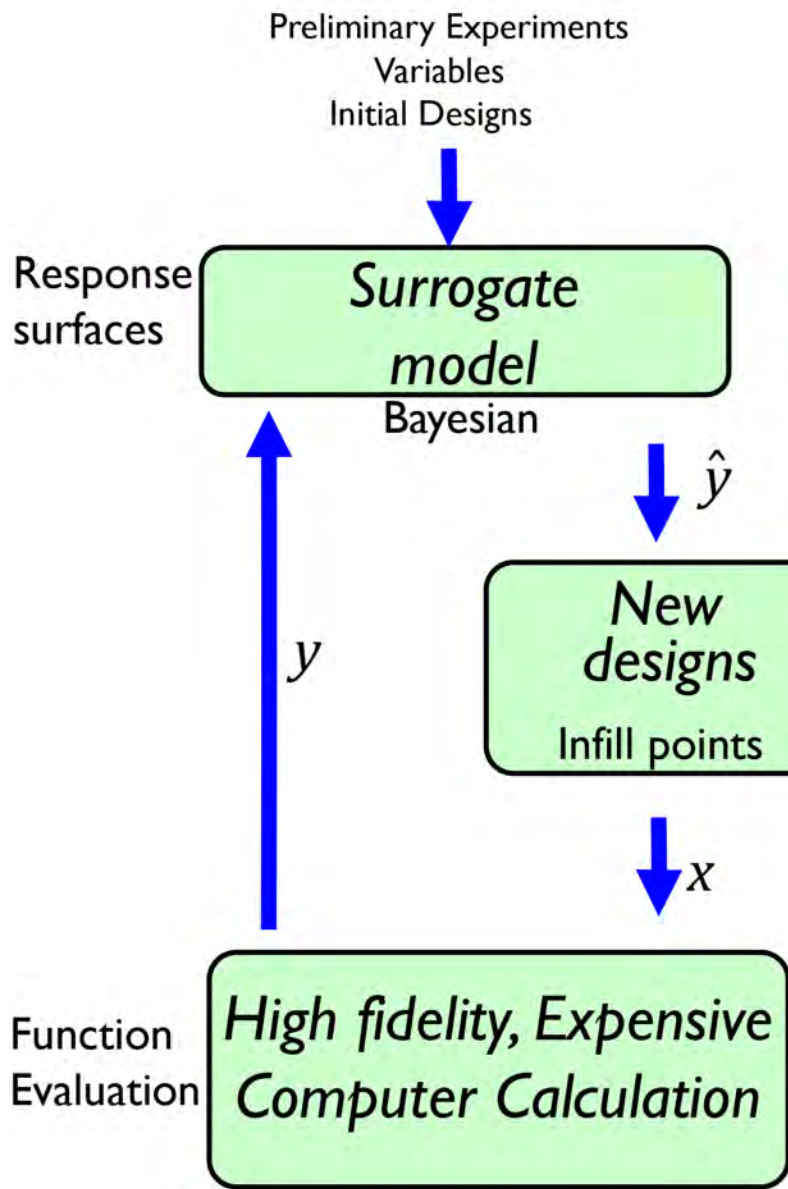 Preliminary Experiments
Variables
Initial Designs
Response
surfaces
Surrogate
model
Bayesian
ŷ
New
designs
Infill points
y
x
Function
Evaluation
High fidelity, Expensive
Computer Calculation